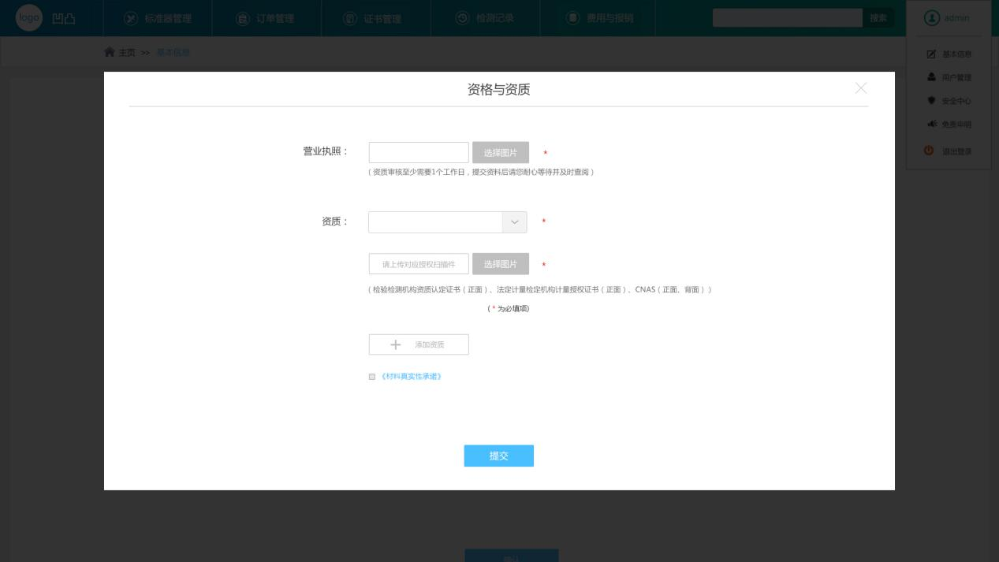 logo 凹凸 标准器管理 订单管理 证书管理 检测记录 费用与报销 搜索 admin
主页 >> 基本信息
基本信息
用户管理
安全中心
免责申明
退出登录
资格与资质
营业执照： 选择图片 *
( 资质审核至少需要1个工作日，提交资料后请您耐心等待并及时查阅 )
资质： *
请上传对应授权扫描件 选择图片 *
( 检验检测机构资质认定证书 ( 正面 )、法定计量检定机构计量授权证书 ( 正面 )、CNAS ( 正面、背面 ) )
( * 为必填项)
添加资质
《材料真实性承诺》
提交
确认